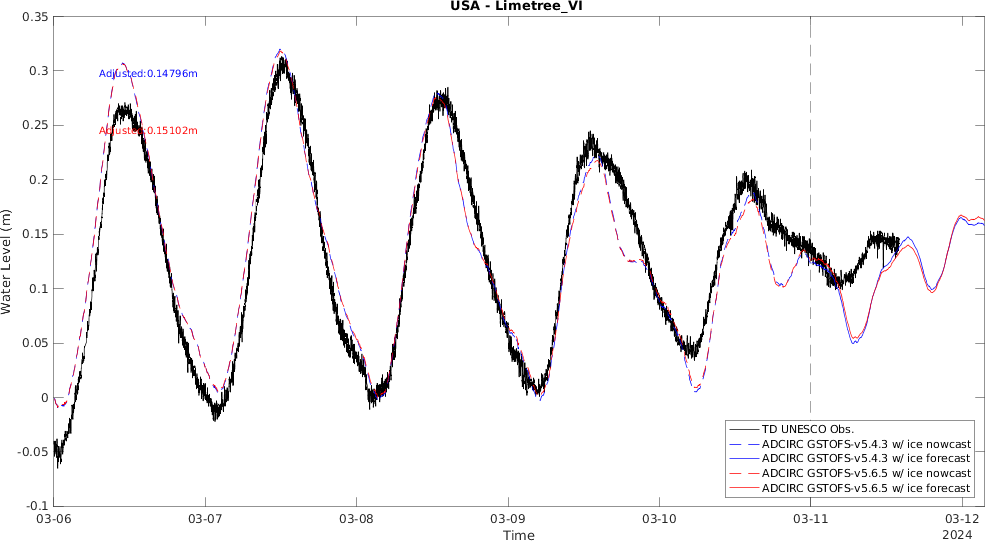 USA - Limetree_VI
0.35
0.3
0.25
0.2
0.15
0.1
0.05
0
-0.05
-0.1
Water Level (m)
Adjusted:0.14796m
Adjusted:0.15102m
TD UNESCO Obs.
ADCIRC GSTOFS-v5.4.3 w/ ice nowcast
ADCIRC GSTOFS-v5.4.3 w/ ice forecast
ADCIRC GSTOFS-v5.6.5 w/ ice nowcast
ADCIRC GSTOFS-v5.6.5 w/ ice forecast
03-06 03-07 03-08 03-09 03-10 03-11 03-12
Time 2024